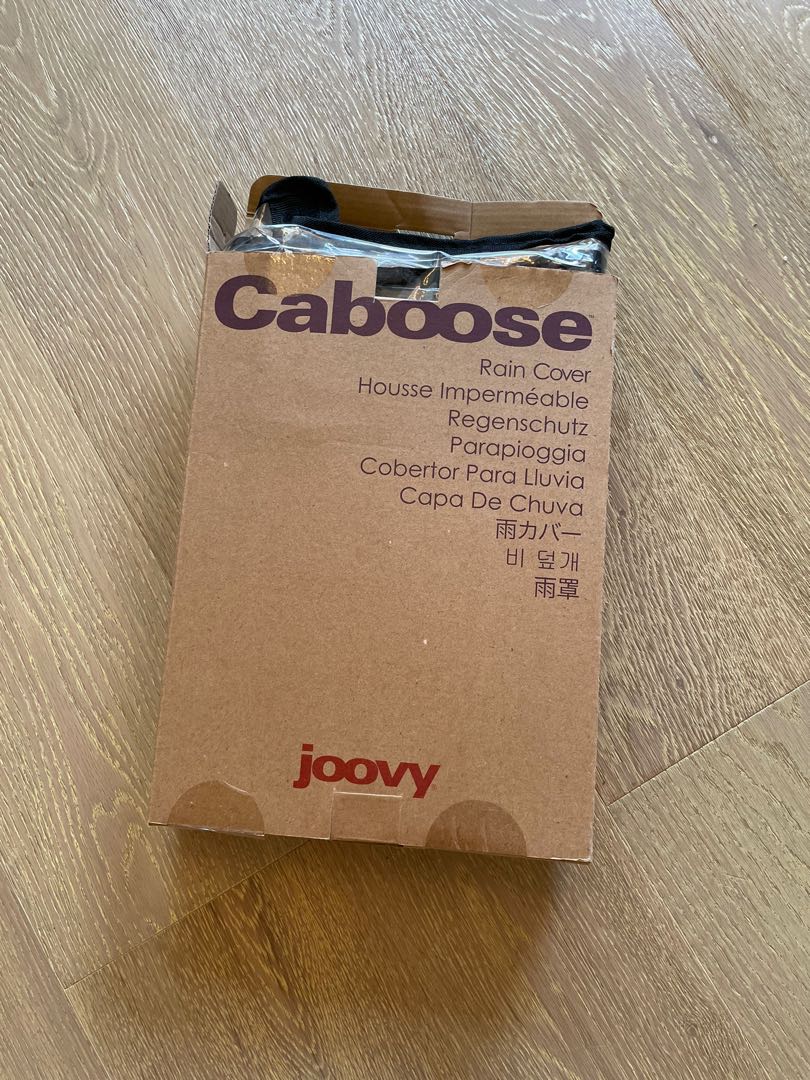 Caboose™
Rain Cover
Housse Imperméable
Regenschutz
Parapioggia
Cobertor Para Lluvia
Capa De Chuva
雨カバー
비 덮개
雨罩
joovy